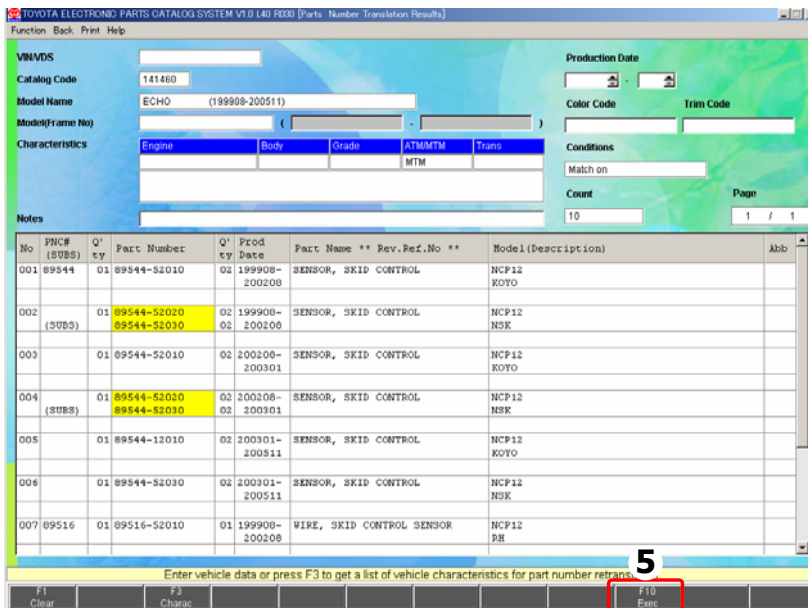 TOYOTA ELECTRONIC PARTS CATALOG SYSTEM V1.0 L40 R030 [Parts Number Translation Results]
Function Back Print Help
VIN/VDS
Production Date
Catalog Code 141460
-
Model Name ECHO (199908-200511)
Color Code Trim Code
Model(Frame No) ( - )
Characteristics Engine Body Grade ATM/MTM Trans
Conditions
MTM
Match on
Count Page
Notes
10 1 / 1
No PNC# (SUBS) Q'ty Part Number Q'ty Prod Date Part Name ** Rev.Ref.No ** Model(Description) Abb
001 89544 01 89544-52010 02 199908- SENSOR, SKID CONTROL NCP12
200208 KOYO
002 01 89544-52020 02 199908- SENSOR, SKID CONTROL NCP12
(SUBS) 89544-52030 02 200208 NSK
003 01 89544-52010 02 200208- SENSOR, SKID CONTROL NCP12
200301 KOYO
004 01 89544-52020 02 200208- SENSOR, SKID CONTROL NCP12
(SUBS) 89544-52030 02 200301 NSK
005 01 89544-12010 02 200301- SENSOR, SKID CONTROL NCP12
200511 KOYO
006 01 89544-52030 02 200301- SENSOR, SKID CONTROL NCP12
200511 NSK
007 89516 01 89516-52010 01 199908- WIRE, SKID CONTROL SENSOR NCP12
200208 RH
5
Enter vehicle data or press F3 to get a list of vehicle characteristics for part number
F1 F3 F10
Clear Charac Exec